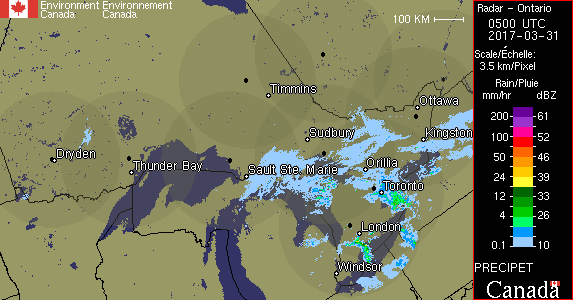 Environment Environnement
Canada Canada
100 KM
Timmins
Ottawa
Sudbury
Kingston
Dryden
Thunder Bay
Sault Ste. Marie
Orillia
Toronto
London
Windsor
Radar - Ontario
0500 UTC
2017-03-31
Scale/Échelle:
3.5 km/Pixel
Rain/Pluie
mm/hr dBZ
200 61
100 52
50 46
24 39
12 33
4 26
0.1 10
PRECIPET
Canada